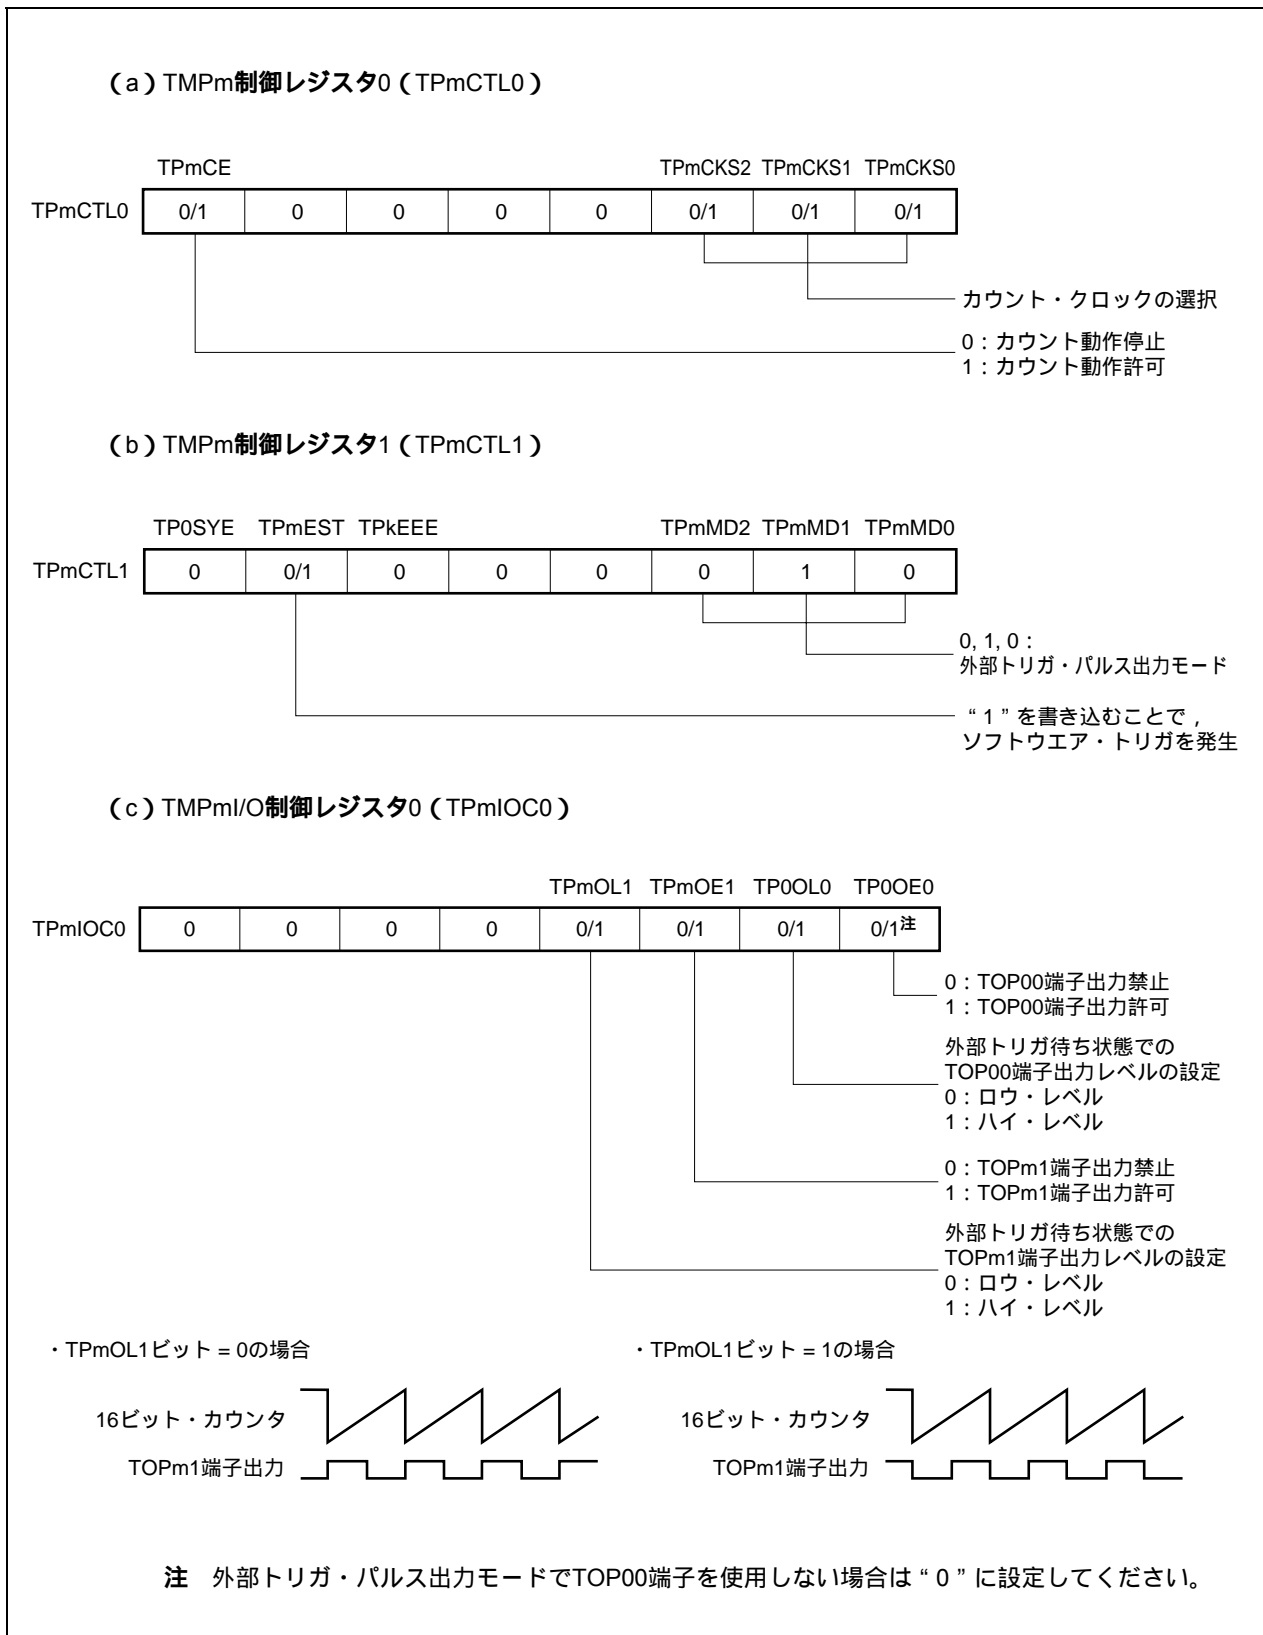 （a）TMPm制御レジスタ0（TPmCTL0）
TPmCE TPmCKS2 TPmCKS1 TPmCKS0
TPmCTL0 0/1 0 0 0 0 0/1 0/1 0/1
カウント・クロックの選択
0：カウント動作停止
1：カウント動作許可
（b）TMPm制御レジスタ1（TPmCTL1）
TP0SYE TPmEST TPkEEE TPmMD2 TPmMD1 TPmMD0
TPmCTL1 0 0/1 0 0 0 0 1 0
0, 1, 0：
外部トリガ・パルス出力モード
“1”を書き込むことで，
ソフトウエア・トリガを発生
（c）TMPmI/O制御レジスタ0（TPmIOC0）
TPmOL1 TPmOE1 TP0OL0 TP0OE0
TPmIOC0 0 0 0 0 0/1 0/1 0/1 0/1注
0：TOP00端子出力禁止
1：TOP00端子出力許可
外部トリガ待ち状態での
TOP00端子出力レベルの設定
0：ロウ・レベル
1：ハイ・レベル
0：TOPm1端子出力禁止
1：TOPm1端子出力許可
外部トリガ待ち状態での
TOPm1端子出力レベルの設定
0：ロウ・レベル
1：ハイ・レベル
・TPmOL1ビット = 0の場合 ・TPmOL1ビット = 1の場合
16ビット・カウンタ 16ビット・カウンタ
TOPm1端子出力 TOPm1端子出力
注 外部トリガ・パルス出力モードでTOP00端子を使用しない場合は“0”に設定してください。